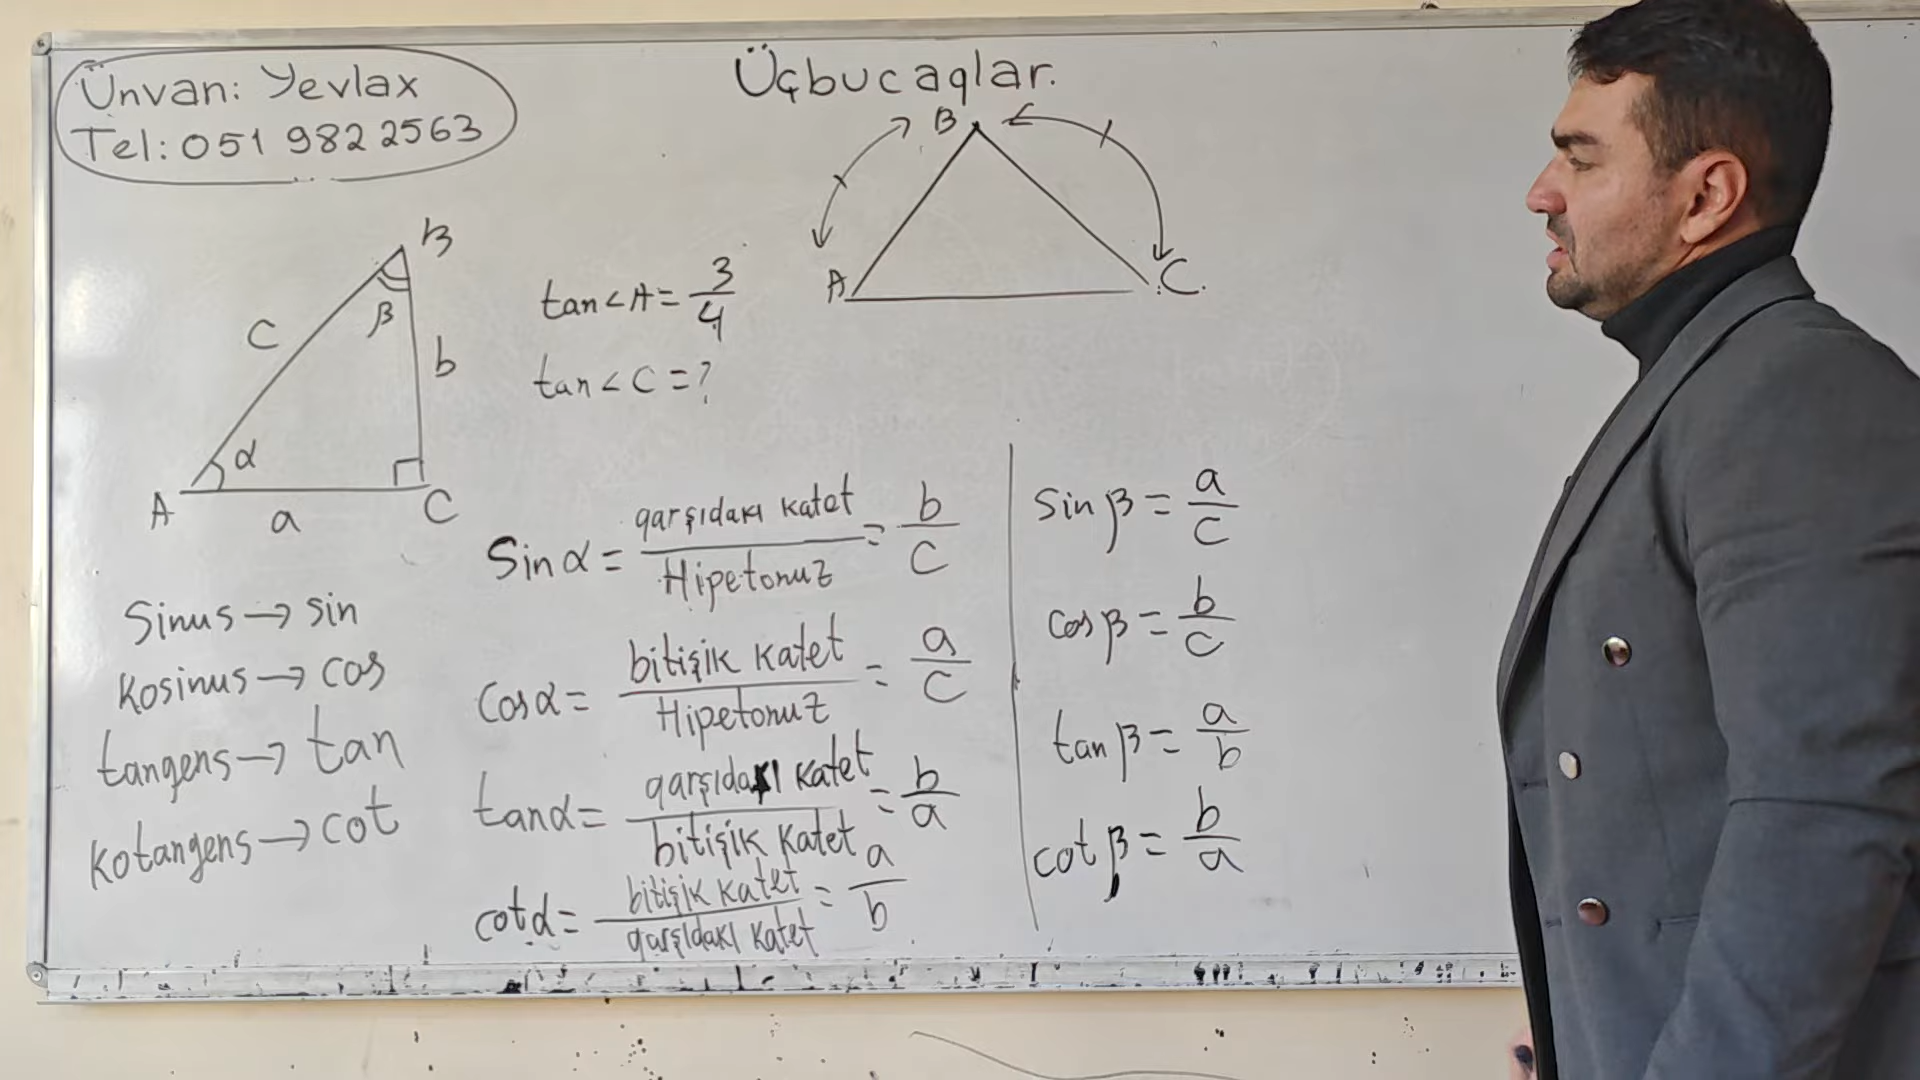 Ünvan: Yevlax
Tel: 051 982 2563
Üçbucaqlar.
B
A
C.
B
β
c
b
α
A
a
C
tan<A = 3/4
tan<C = ?
Sinus → sin
kosinus → cos
tangens → tan
kotangens → cot
Sin α = qarşıdakı katet / Hipetonuz = b/c
Cos α = bitişik katet / Hipetonuz = a/c
tan α = qarşıdakı katet / bitişik katet = b/a
cot α = bitişik katet / qarşıdakı katet = a/b
Sin β = a/c
cos β = b/c
tan β = a/b
cot β = b/a